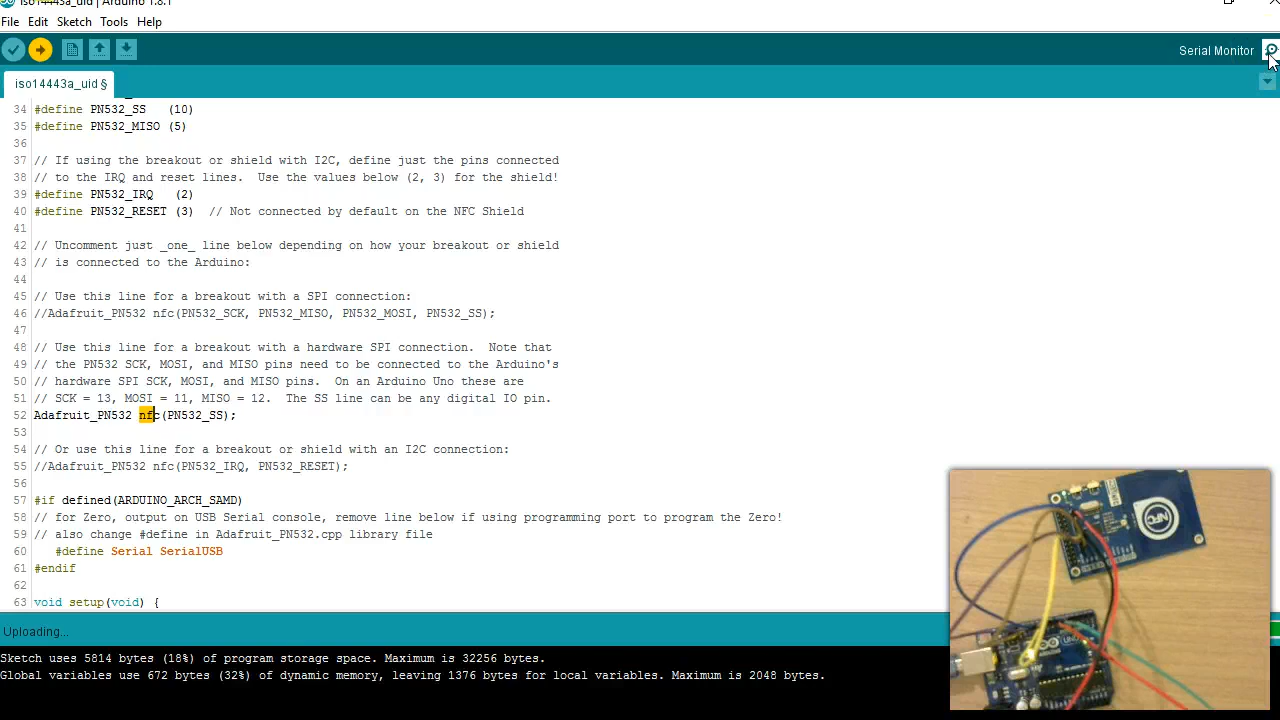 iso14443a_uid | Arduino 1.8.1
File Edit Sketch Tools Help
Serial Monitor
iso14443a_uid §
34 #define PN532_SS (10)
35 #define PN532_MISO (5)
36
37 // If using the breakout or shield with I2C, define just the pins connected
38 // to the IRQ and reset lines. Use the values below (2, 3) for the shield!
39 #define PN532_IRQ (2)
40 #define PN532_RESET (3) // Not connected by default on the NFC Shield
41
42 // Uncomment just _one_ line below depending on how your breakout or shield
43 // is connected to the Arduino:
44
45 // Use this line for a breakout with a SPI connection:
46 //Adafruit_PN532 nfc(PN532_SCK, PN532_MISO, PN532_MOSI, PN532_SS);
47
48 // Use this line for a breakout with a hardware SPI connection. Note that
49 // the PN532 SCK, MOSI, and MISO pins need to be connected to the Arduino's
50 // hardware SPI SCK, MOSI, and MISO pins. On an Arduino Uno these are
51 // SCK = 13, MOSI = 11, MISO = 12. The SS line can be any digital IO pin.
52 Adafruit_PN532 nfc(PN532_SS);
53
54 // Or use this line for a breakout or shield with an I2C connection:
55 //Adafruit_PN532 nfc(PN532_IRQ, PN532_RESET);
56
57 #if defined(ARDUINO_ARCH_SAMD)
58 // for Zero, output on USB Serial console, remove line below if using programming port to program the Zero!
59 // also change #define in Adafruit_PN532.cpp library file
60 #define Serial SerialUSB
61 #endif
62
63 void setup(void) {
NFC
Uploading...
Sketch uses 5814 bytes (18%) of program storage space. Maximum is 32256 bytes.
Global variables use 672 bytes (32%) of dynamic memory, leaving 1376 bytes for local variables. Maximum is 2048 bytes.